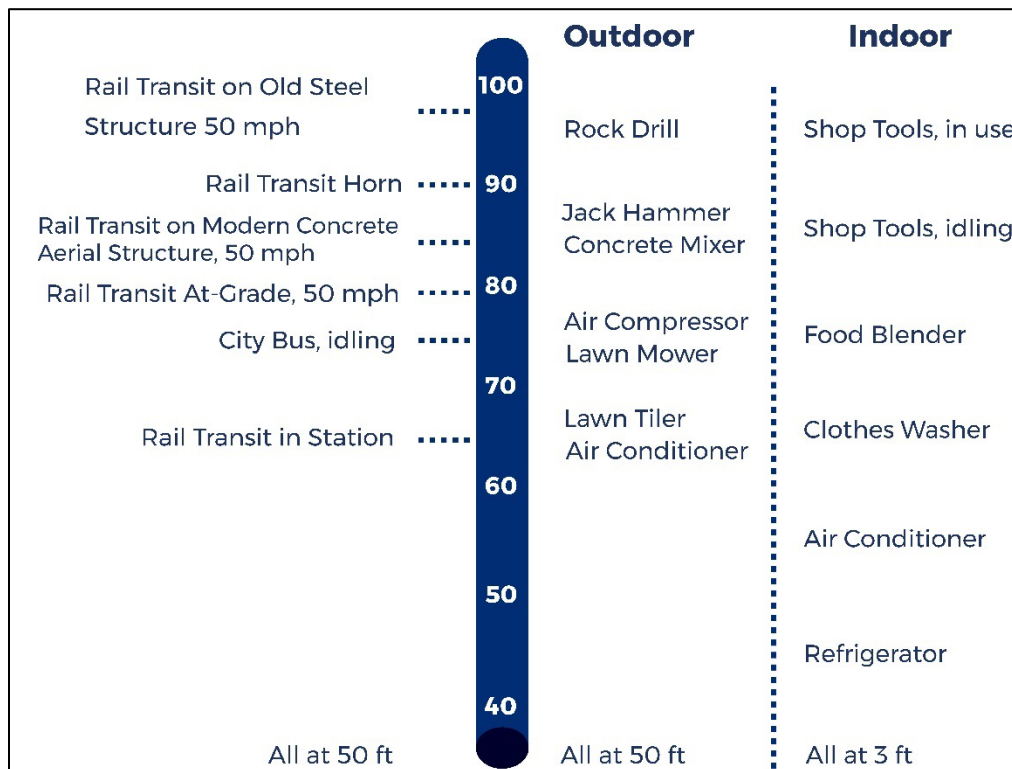 Outdoor
Indoor
Rail Transit on Old Steel
Structure 50 mph
Rail Transit Horn
Rail Transit on Modern Concrete
Aerial Structure, 50 mph
Rail Transit At-Grade, 50 mph
City Bus, idling
Rail Transit in Station
All at 50 ft
100
90
80
70
60
50
40
Rock Drill
Jack Hammer
Concrete Mixer
Air Compressor
Lawn Mower
Lawn Tiler
Air Conditioner
All at 50 ft
Shop Tools, in use
Shop Tools, idling
Food Blender
Clothes Washer
Air Conditioner
Refrigerator
All at 3 ft